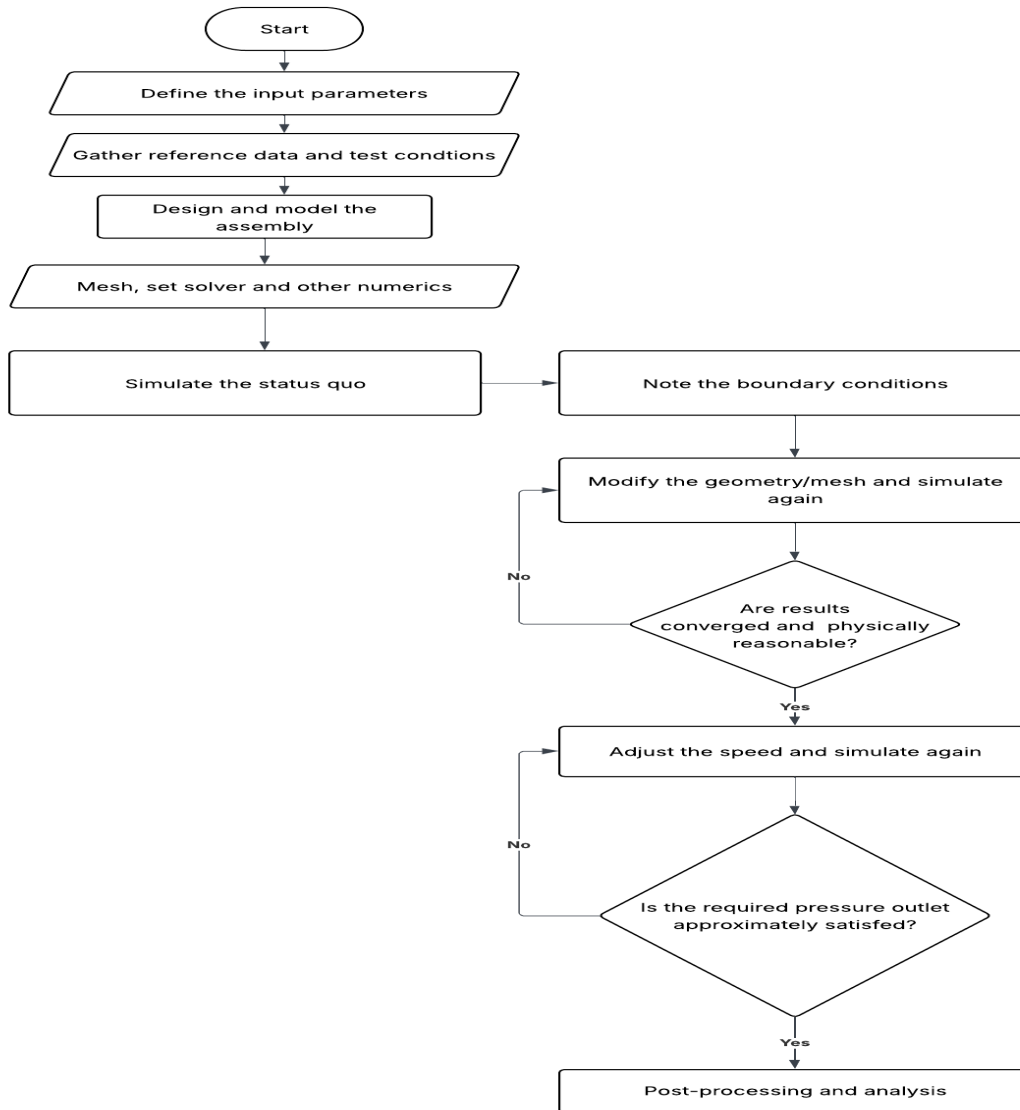 Start
Define the input parameters
Gather reference data and test condtions
Design and model the
assembly
Mesh, set solver and other numerics
Simulate the status quo
Note the boundary conditions
Modify the geometry/mesh and simulate
again
No
Are results
converged and physically
reasonable?
Yes
Adjust the speed and simulate again
No
Is the required pressure outlet
approximately satisfed?
Yes
Post-processing and analysis